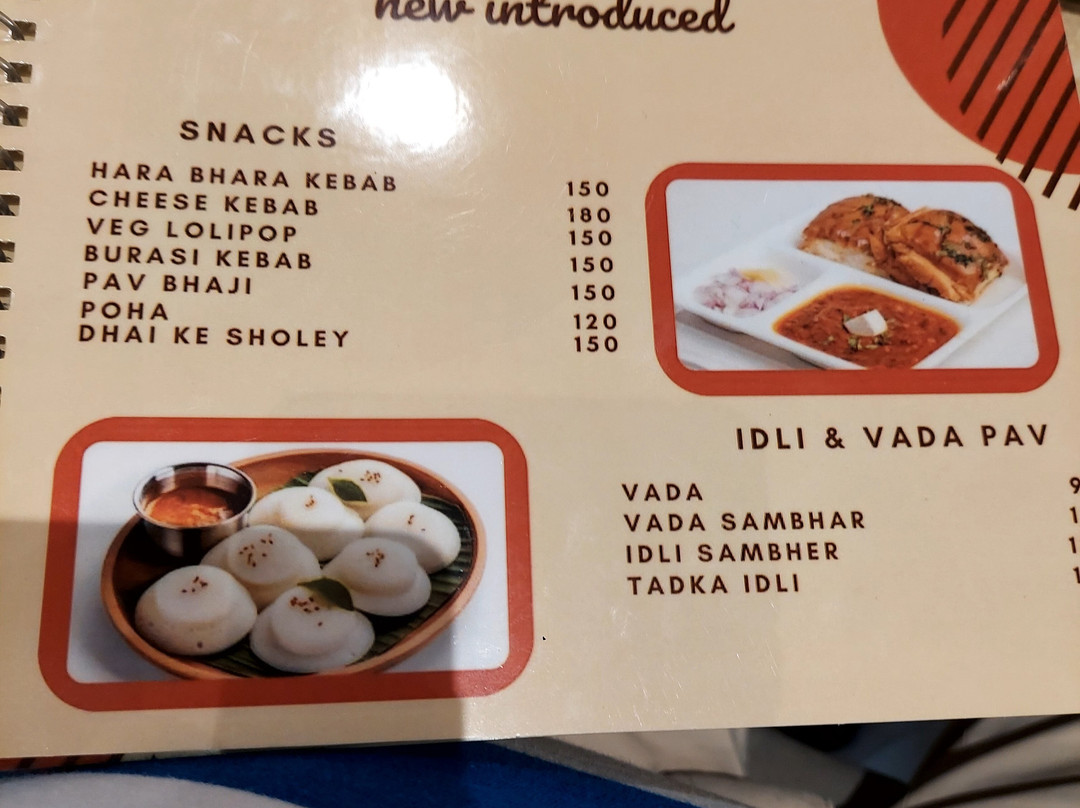 new introduced
SNACKS
HARA BHARA KEBAB 150
CHEESE KEBAB 180
VEG LOLIPOP 150
BURASI KEBAB 150
PAV BHAJI 150
POHA 120
DHAI KE SHOLEY 150
IDLI & VADA PAV
VADA
VADA SAMBHAR
IDLI SAMBHER
TADKA IDLI